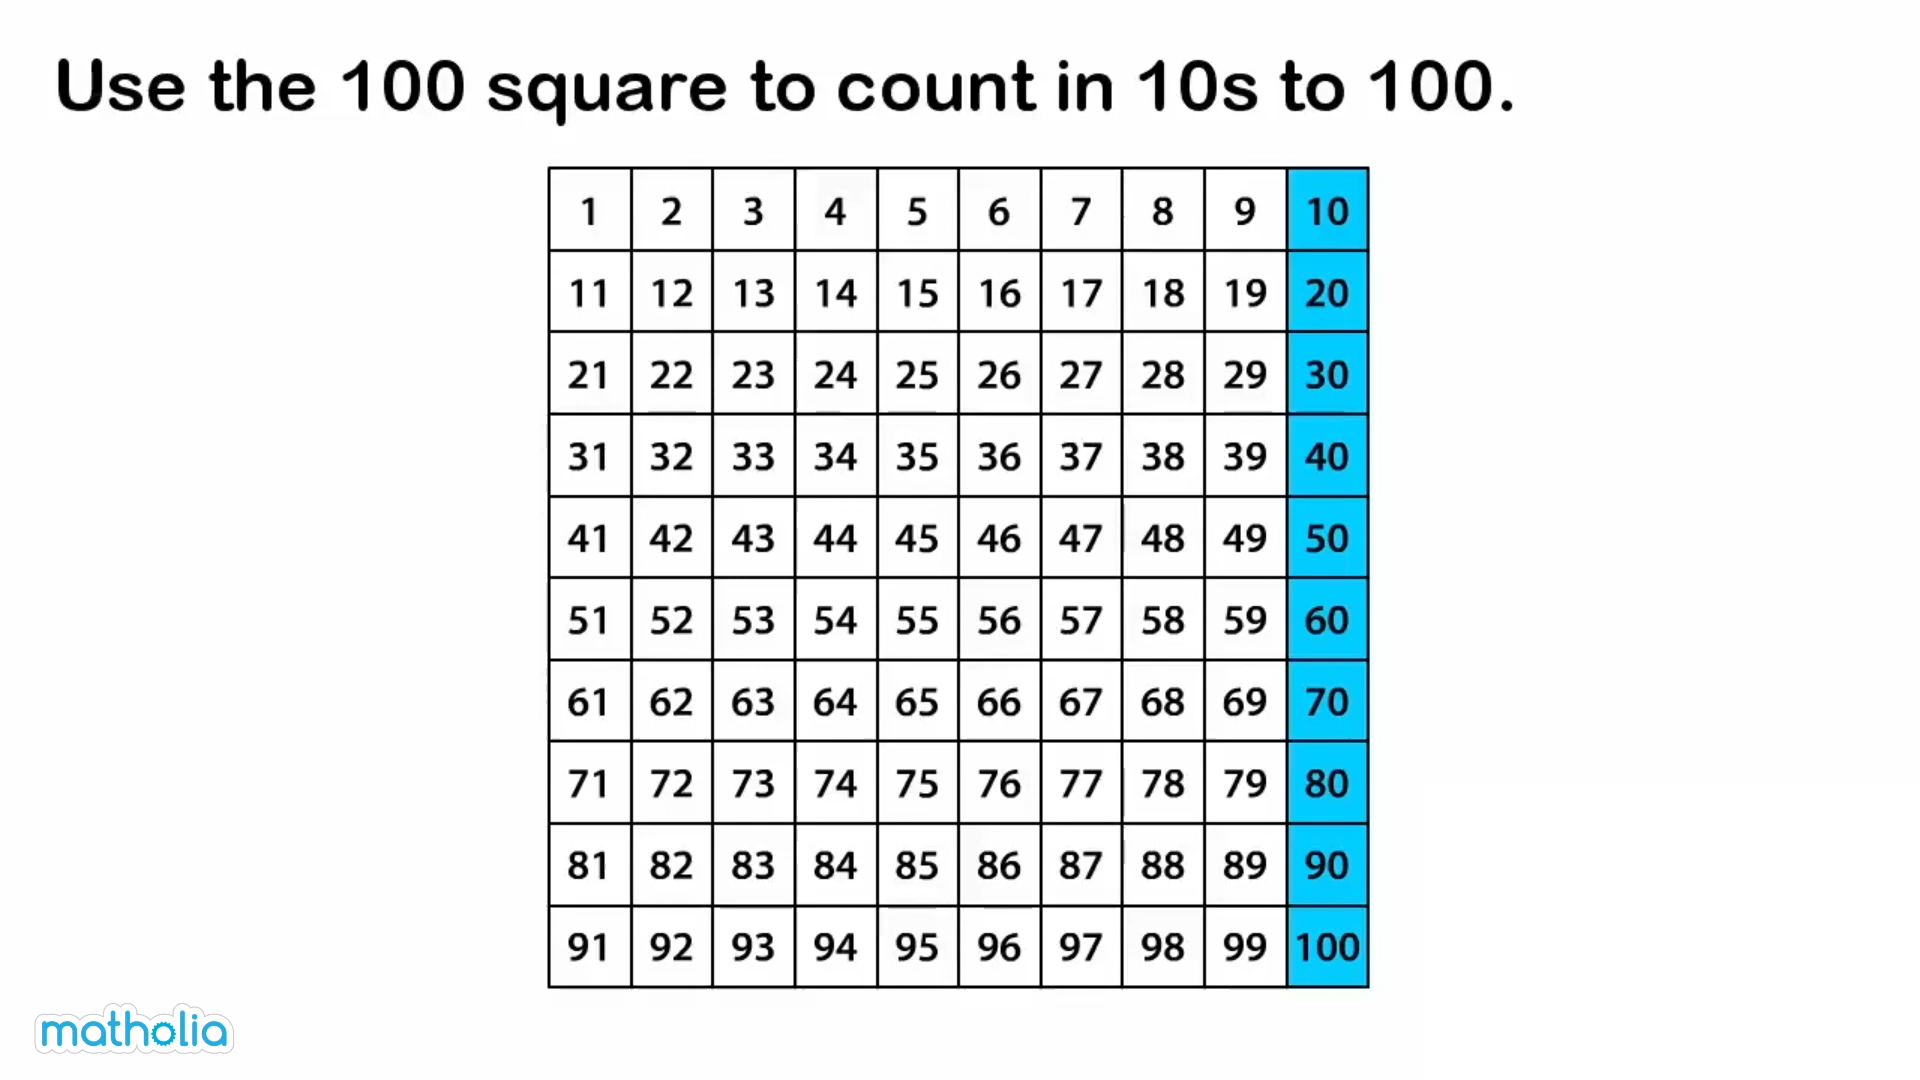 Use the 100 square to count in 10s to 100.
1 2 3 4 5 6 7 8 9 10
11 12 13 14 15 16 17 18 19 20
21 22 23 24 25 26 27 28 29 30
31 32 33 34 35 36 37 38 39 40
41 42 43 44 45 46 47 48 49 50
51 52 53 54 55 56 57 58 59 60
61 62 63 64 65 66 67 68 69 70
71 72 73 74 75 76 77 78 79 80
81 82 83 84 85 86 87 88 89 90
91 92 93 94 95 96 97 98 99 100
matholia